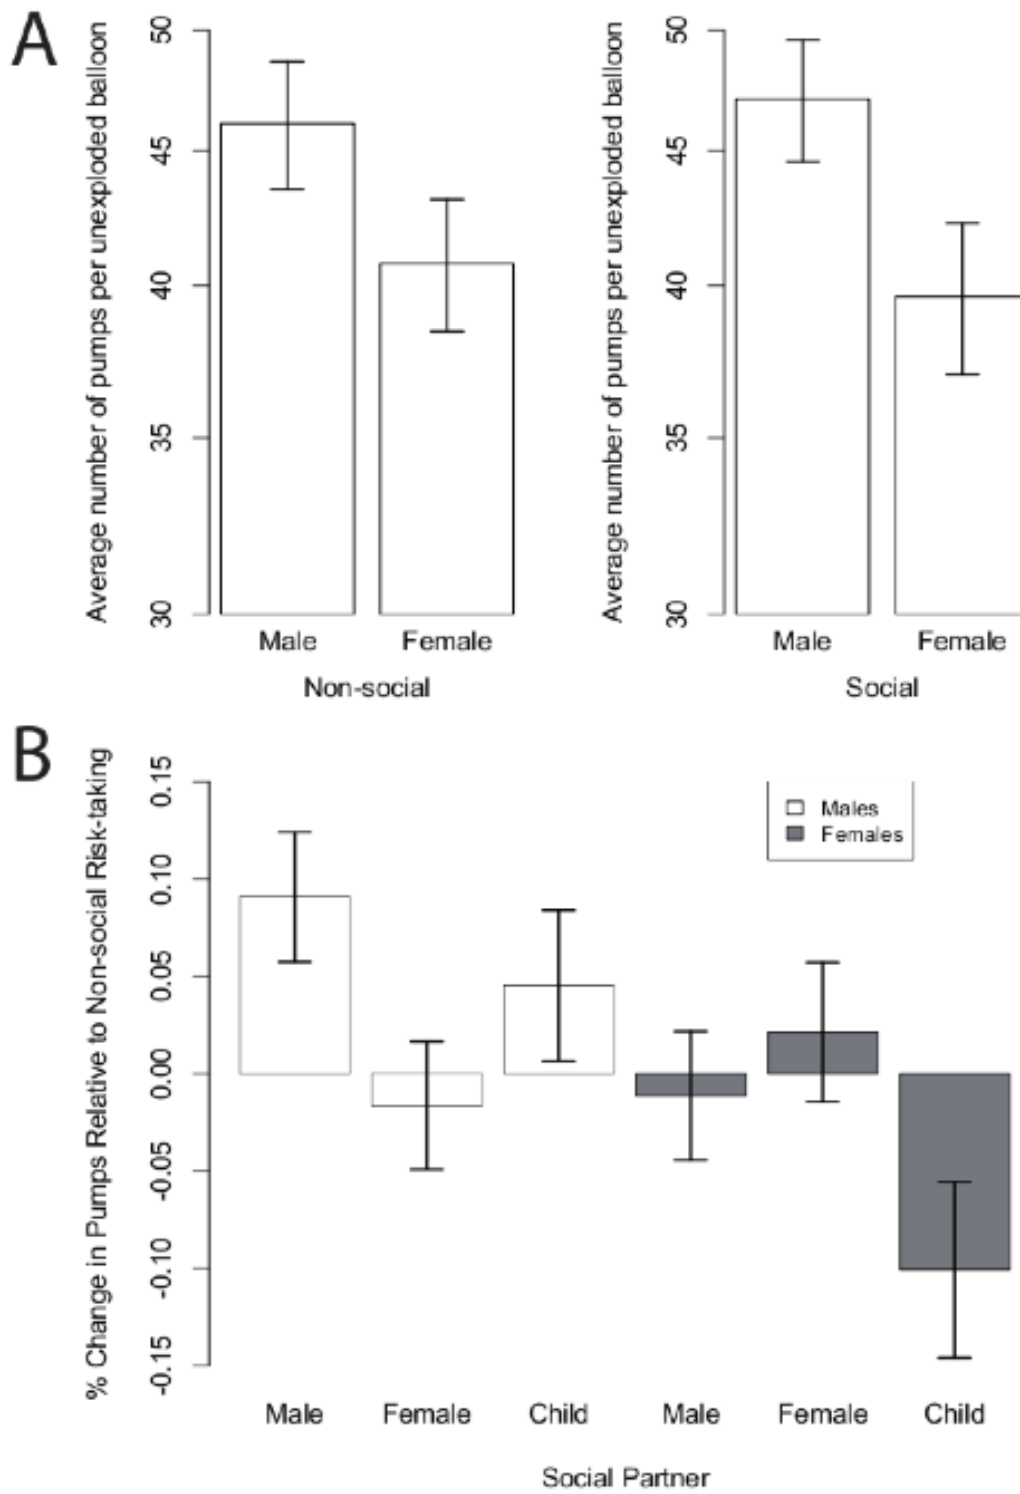 A
Average number of pumps per unexploded balloon
50
45
40
35
30
Male Female
Non-social
Average number of pumps per unexploded balloon
50
45
40
35
30
Male Female
Social
B
% Change in Pumps Relative to Non-social Risk-taking
0.15
0.10
0.05
0.00
-0.05
-0.10
-0.15
Males
Females
Male Female Child Male Female Child
Social Partner